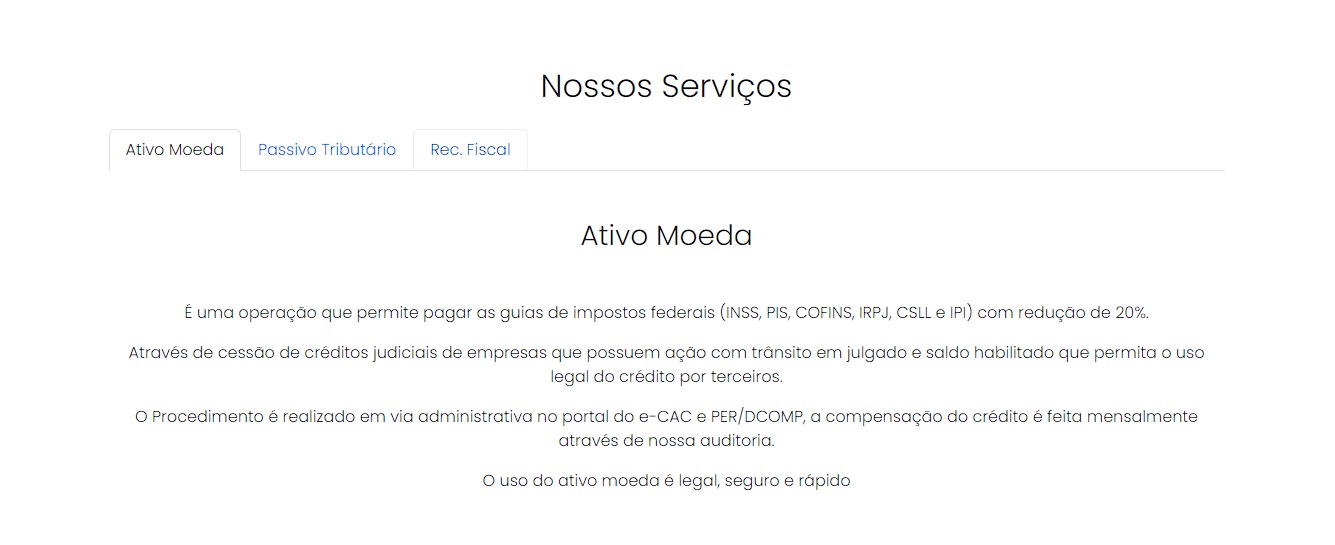 Nossos Serviços
Ativo Moeda
Passivo Tributário
Rec. Fiscal
Ativo Moeda
É uma operação que permite pagar as guias de impostos federais (INSS, PIS, COFINS, IRPJ, CSLL e IPI) com redução de 20%.
Através de cessão de créditos judiciais de empresas que possuem ação com trânsito em julgado e saldo habilitado que permita o uso
legal do crédito por terceiros.
O Procedimento é realizado em via administrativa no portal do e-CAC e PER/DCOMP, a compensação do crédito é feita mensalmente
através de nossa auditoria.
O uso do ativo moeda é legal, seguro e rápido